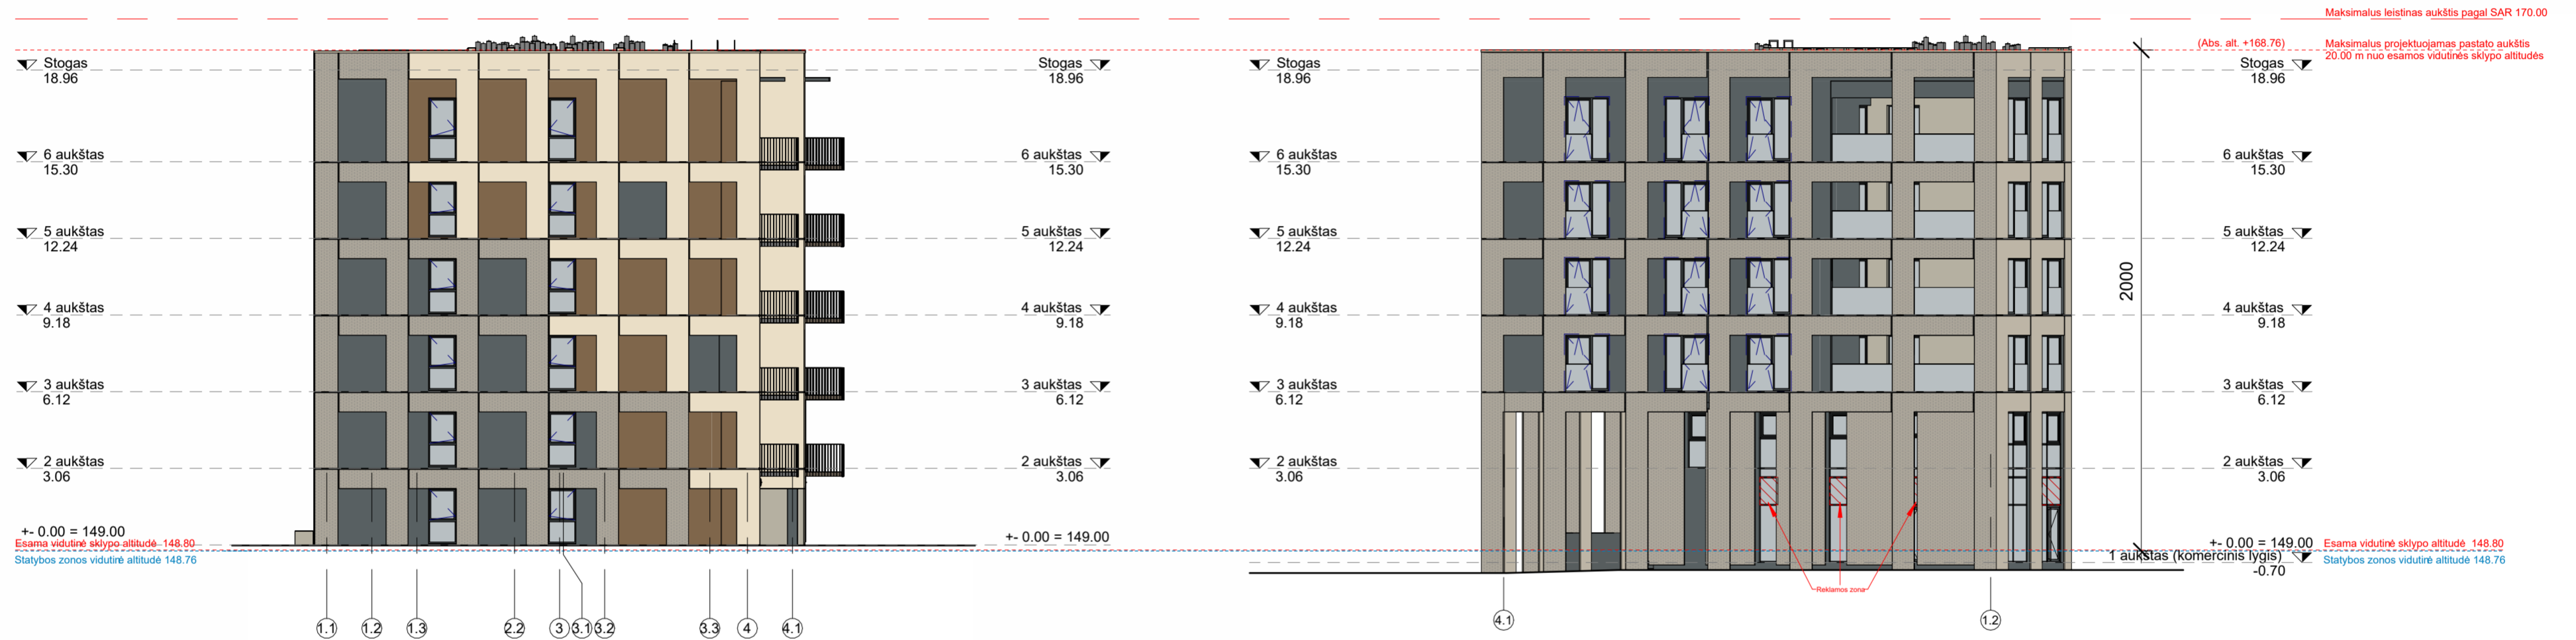 Maksimalus leistinas aukštis pagal SAR 170.00
(Abs. alt. +168.76)
Maksimalus projektuojamas pastato aukštis
20.00 m nuo esamos vidutinės sklypo altitudės
Stogas
18.96
Stogas
18.96
Stogas
18.96
Stogas
18.96
6 aukštas
15.30
6 aukštas
15.30
6 aukštas
15.30
6 aukštas
15.30
5 aukštas
12.24
5 aukštas
12.24
5 aukštas
12.24
5 aukštas
12.24
4 aukštas
9.18
4 aukštas
9.18
4 aukštas
9.18
4 aukštas
9.18
2000
3 aukštas
6.12
3 aukštas
6.12
3 aukštas
6.12
3 aukštas
6.12
2 aukštas
3.06
2 aukštas
3.06
2 aukštas
3.06
2 aukštas
3.06
+- 0.00 = 149.00
Esama vidutinė sklypo altitudė 148.80
Statybos zonos vidutinė altitudė 148.76
+- 0.00 = 149.00
+- 0.00 = 149.00
Esama vidutinė sklypo altitudė 148.80
1 aukštas (komercinis lygis)
-0.70
Statybos zonos vidutinė altitudė 148.76
Reklamos zona
1.1
1.2
1.3
2.2
3
3.1
3.2
3.3
4
4.1
4.1
1.2